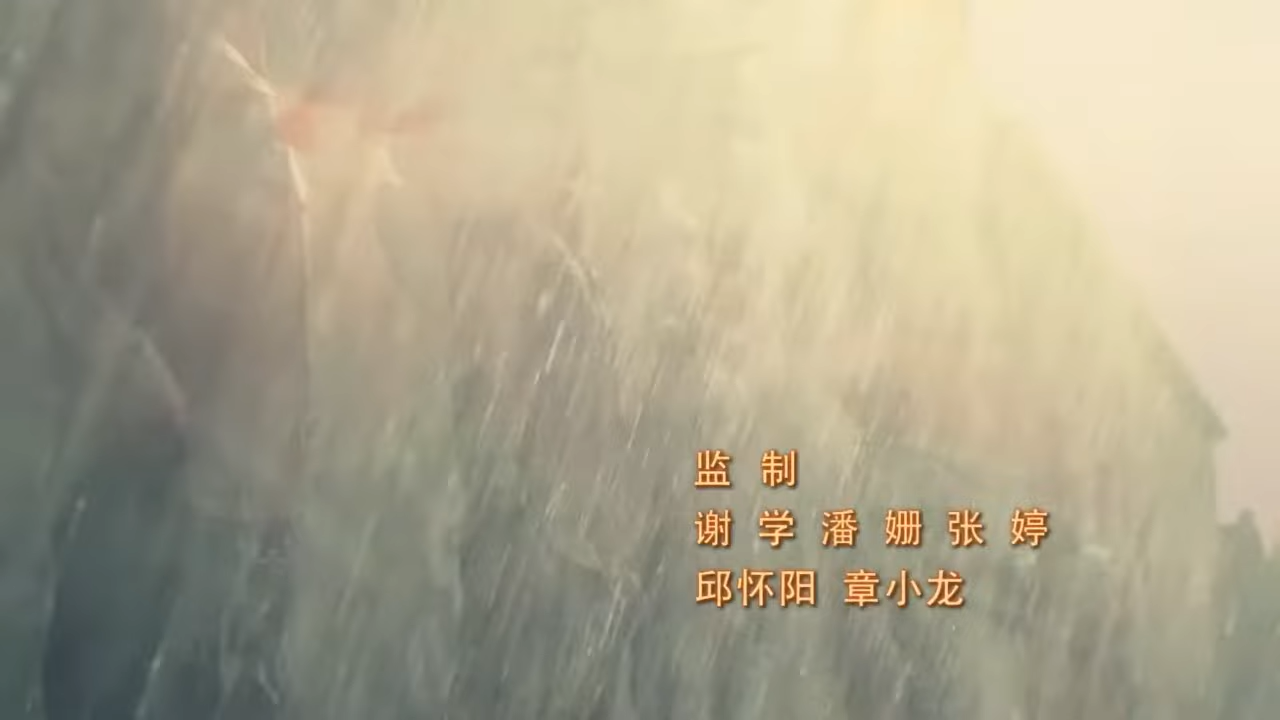 监 制
谢 学 潘 姗 张 婷
邱怀阳 章小龙